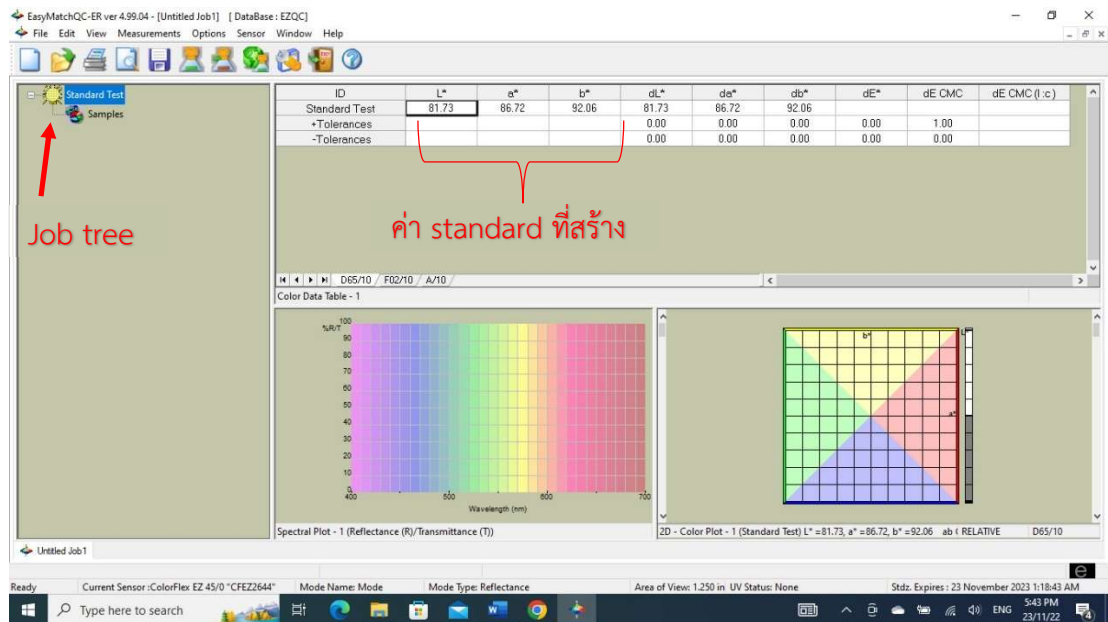 EasyMatchQC-ER ver 4.99.04 - [Untitled Job1] [ DataBase : EZQC]
File Edit View Measurements Options Sensor Window Help
Standard Test
Samples
Job tree
ID L* a* b* dL* da* db* dE* dE CMC dE CMC (l :c )
Standard Test 81.73 86.72 92.06 81.73 86.72 92.06
+Tolerances 0.00 0.00 0.00 0.00 1.00
-Tolerances 0.00 0.00 0.00 0.00 0.00
ค่า standard ที่สร้าง
D65/10 F02/10 A/10
Color Data Table - 1
%R/T
100
90
80
70
60
50
40
30
20
10
0
400 500 600 700
Wavelength (nm)
Spectral Plot - 1 (Reflectance (R)/Transmittance (T))
b*
L*
a*
2D - Color Plot - 1 (Standard Test) L* =81.73, a* =86.72, b* =92.06 ab ( RELATIVE D65/10
Untitled Job1
Ready Current Sensor :ColorFlex EZ 45/0 "CFEZ2644" Mode Name: Mode Mode Type: Reflectance Area of View: 1.250 in UV Status: None Stdz. Expires : 23 November 2023 1:18:43 AM
Type here to search
ENG
5:43 PM
23/11/22
4